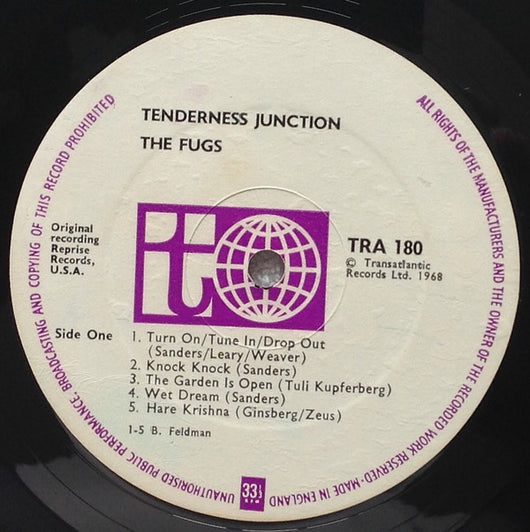 TENDERNESS JUNCTION
THE FUGS
Original
recording
Reprise
Records,
U.S.A.
TRA 180
© Transatlantic
Records Ltd. 1968
Side One
1. Turn On/Tune In/Drop Out
(Sanders/Leary/Weaver)
2. Knock Knock (Sanders)
3. The Garden Is Open (Tuli Kupferberg)
4. Wet Dream (Sanders)
5. Hare Krishna (Ginsberg/Zeus)
1-5 B. Feldman
ALL RIGHTS OF THE MANUFACTURERS AND THE OWNER OF THE RECORDED WORK RESERVED-MADE IN ENGLAND
33⅓
UNAUTHORISED PUBLIC PERFORMANCE, BROADCASTING AND COPYING OF THIS RECORD PROHIBITED